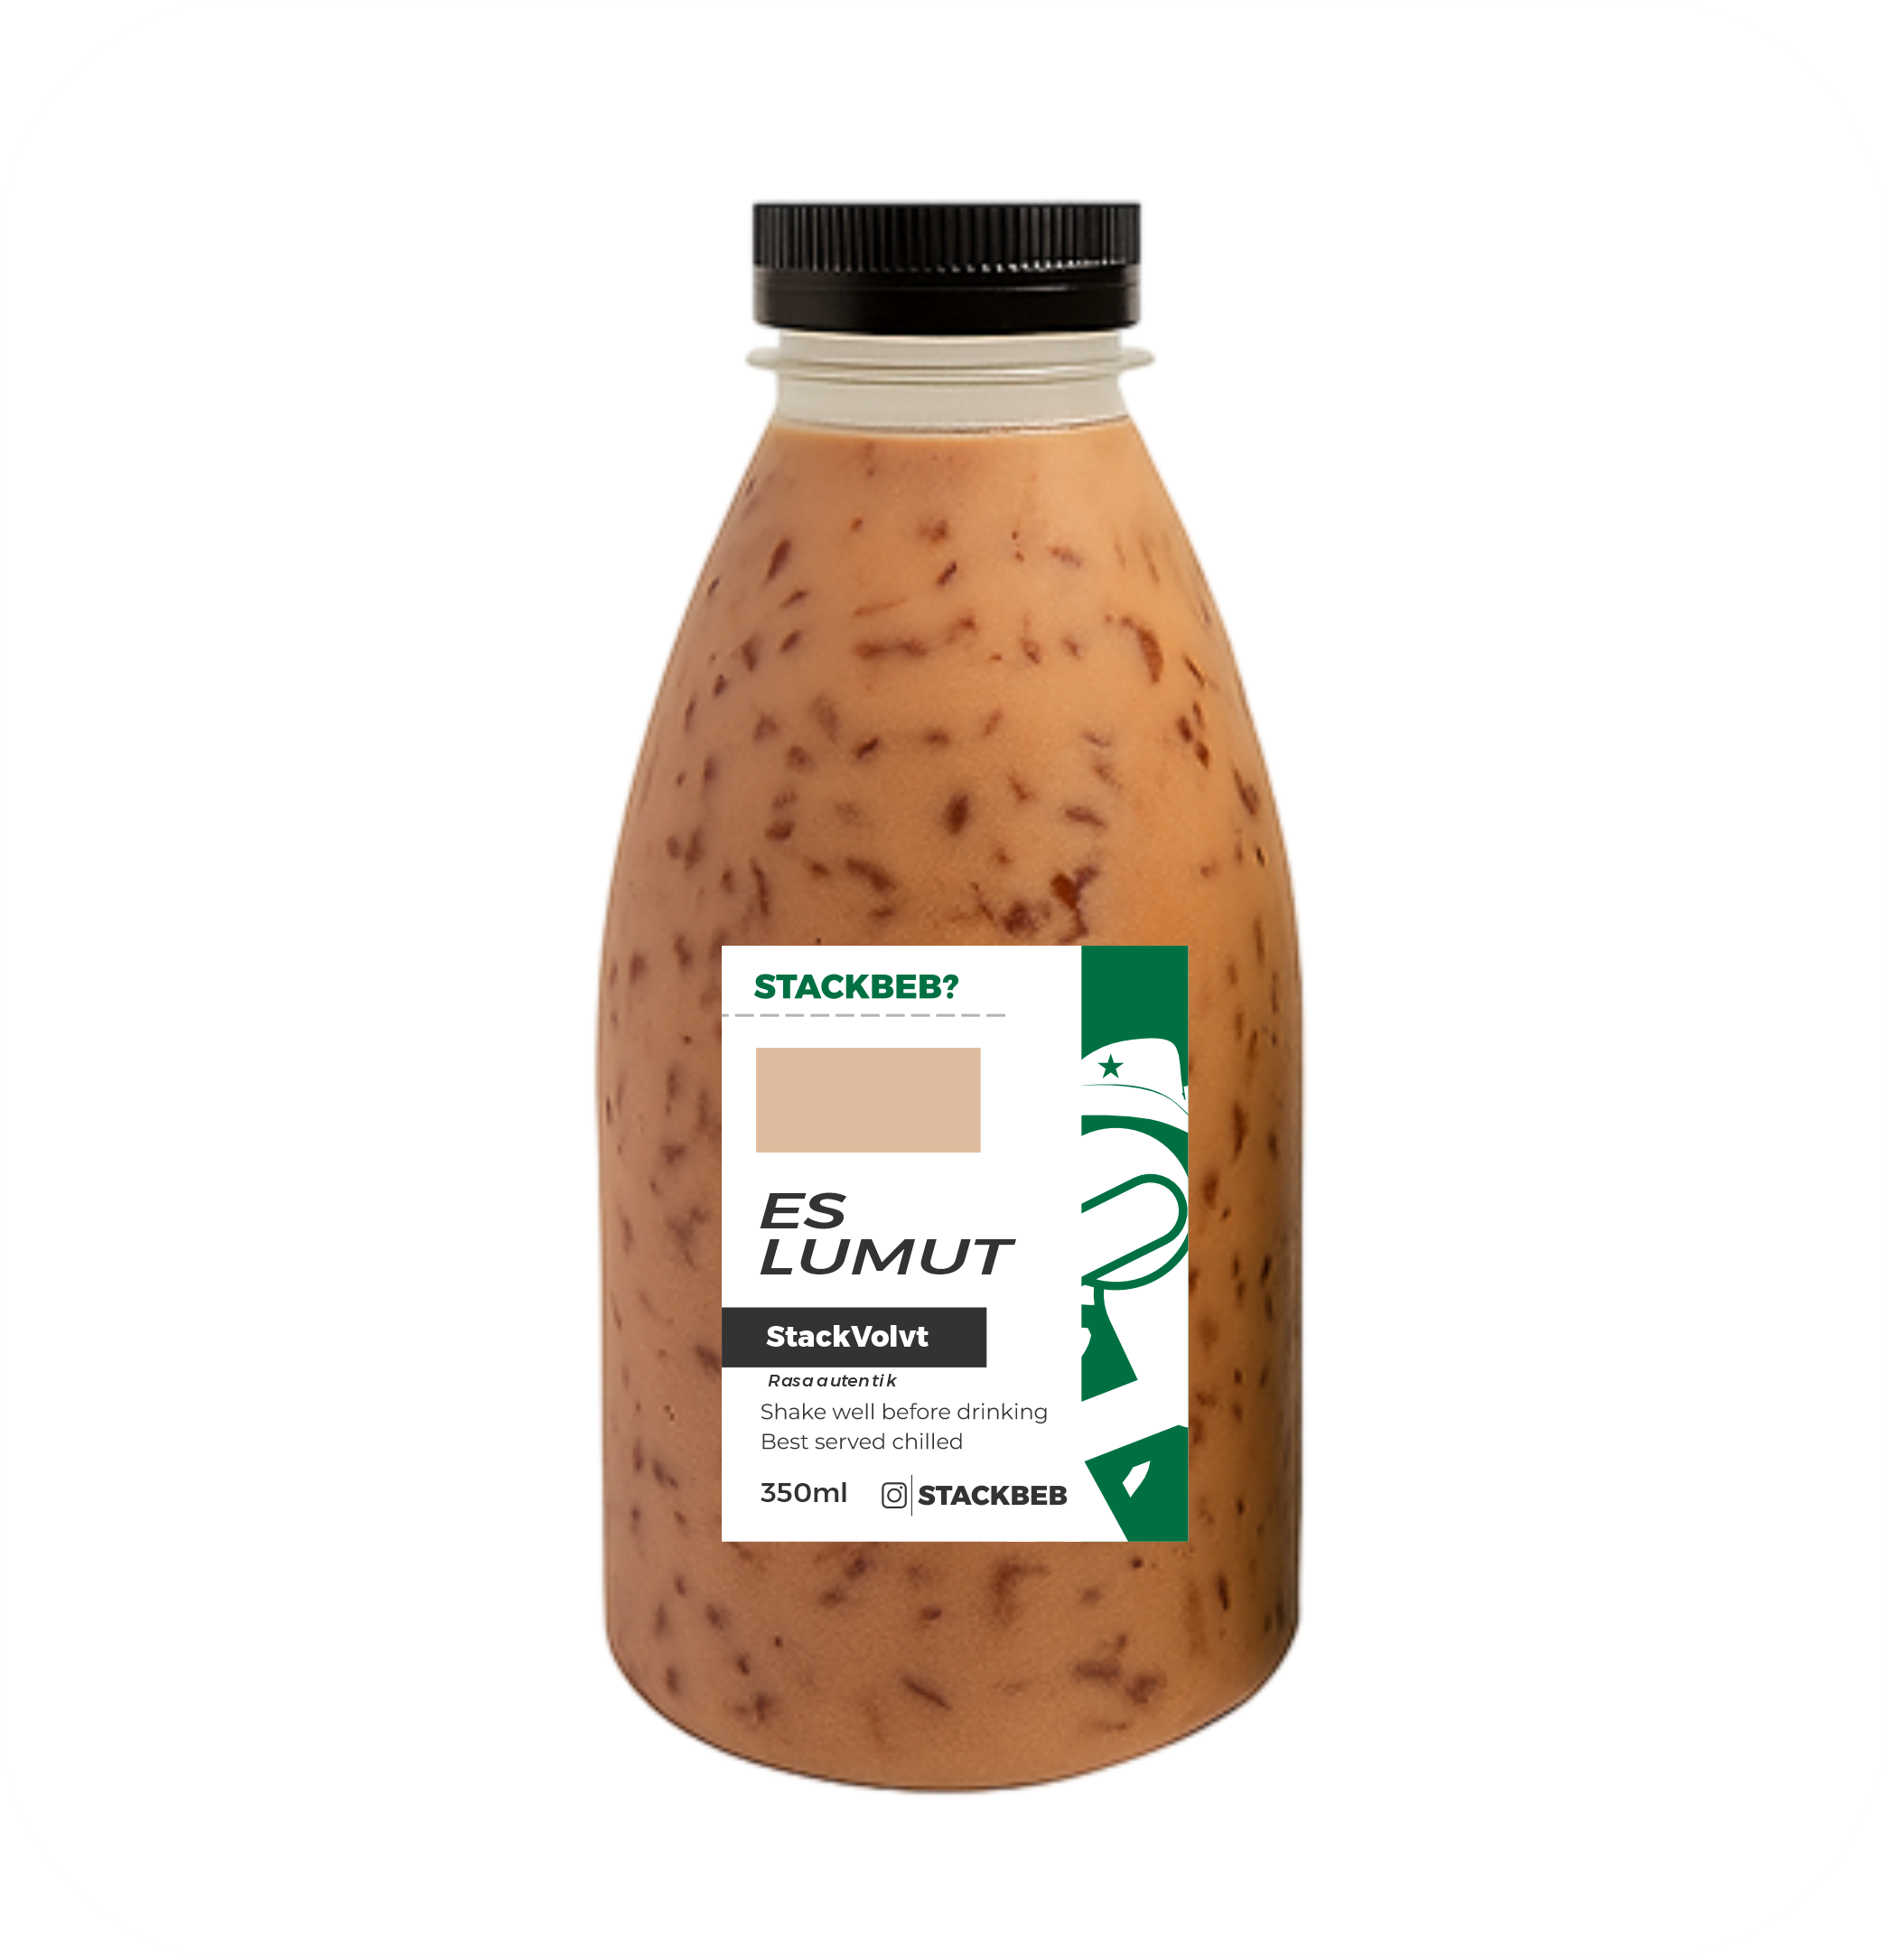 STACKBEB?
ES
LUMUT
StackVolvt
Rasa autentik
Shake well before drinking
Best served chilled
350ml
STACKBEB